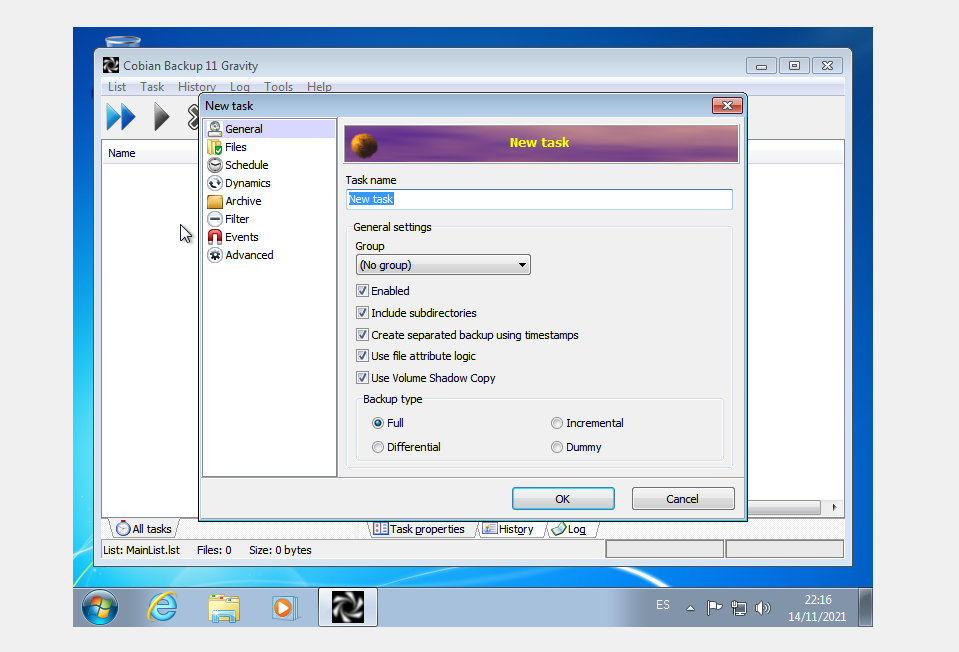 Cobian Backup 11 Gravity
List Task History Log Tools Help
New task
Name
General
Files
Schedule
Dynamics
Archive
Filter
Events
Advanced
New task
Task name
New task
General settings
Group
(No group)
Enabled
Include subdirectories
Create separated backup using timestamps
Use file attribute logic
Use Volume Shadow Copy
Backup type
Full Incremental
Differential Dummy
OK Cancel
All tasks Task properties History Log
List: MainList.lst Files: 0 Size: 0 bytes
ES 22:16
14/11/2021